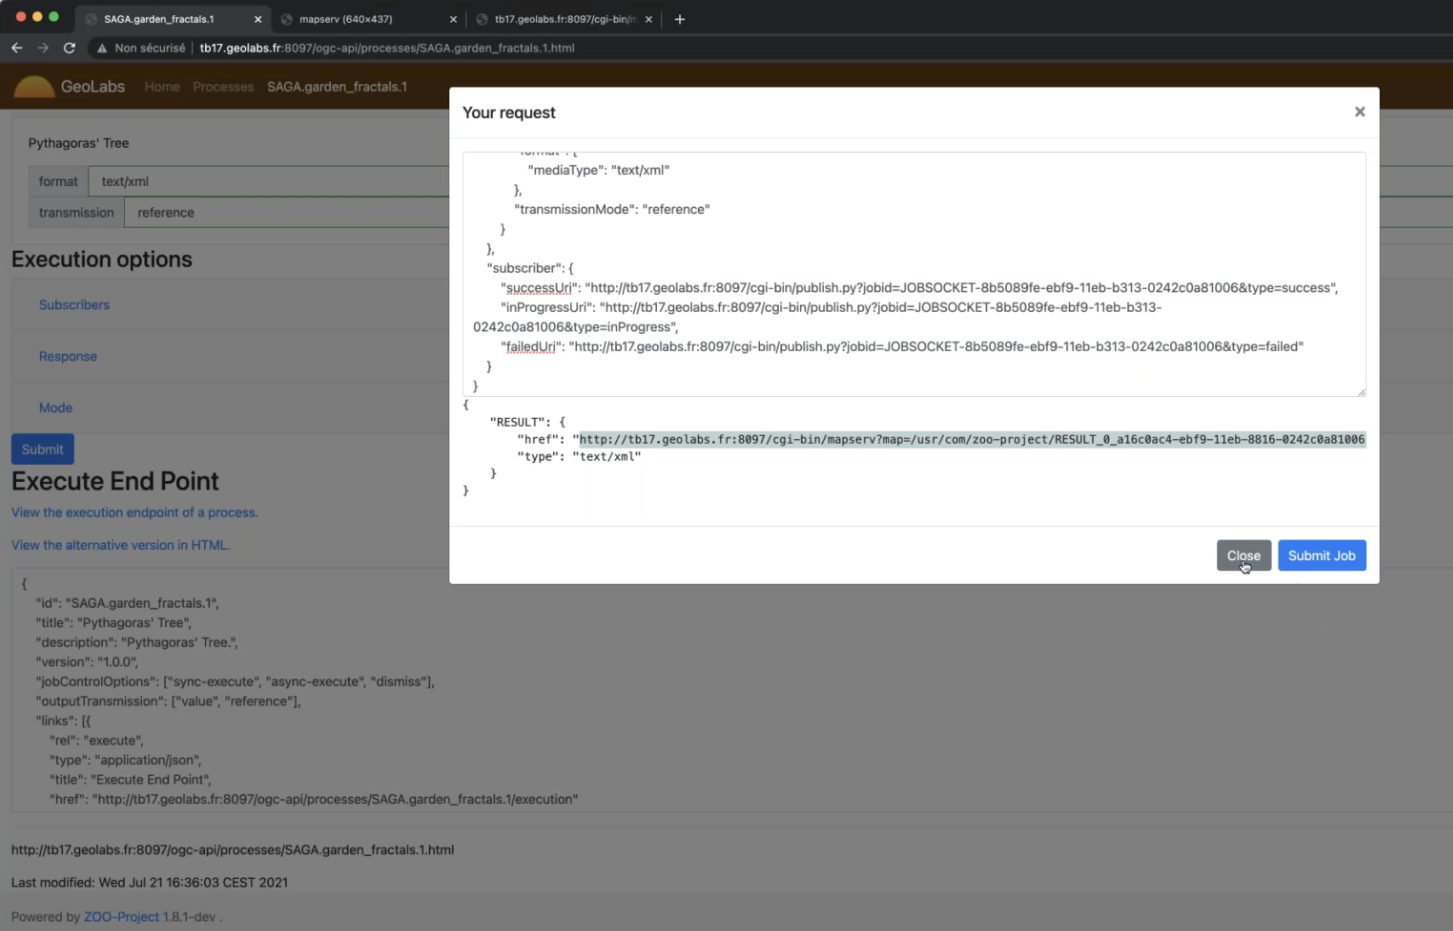 SAGA.garden_fractals.1
mapserv (640×437)
tb17.geolabs.fr:8097/cgi-bin/m
Non sécurisé | tb17.geolabs.fr:8097/ogc-api/processes/SAGA.garden_fractals.1.html
GeoLabs Home Processes SAGA.garden_fractals.1
Pythagoras' Tree
format text/xml
transmission reference
Execution options
Subscribers
Response
Mode
Submit
Execute End Point
View the execution endpoint of a process.
View the alternative version in HTML.
{
"id": "SAGA.garden_fractals.1",
"title": "Pythagoras' Tree",
"description": "Pythagoras' Tree.",
"version": "1.0.0",
"jobControlOptions": ["sync-execute", "async-execute", "dismiss"],
"outputTransmission": ["value", "reference"],
"links": [{
"rel": "execute",
"type": "application/json",
"title": "Execute End Point",
"href": "http://tb17.geolabs.fr:8097/ogc-api/processes/SAGA.garden_fractals.1/execution"
http://tb17.geolabs.fr:8097/ogc-api/processes/SAGA.garden_fractals.1.html
Last modified: Wed Jul 21 16:36:03 CEST 2021
Powered by ZOO-Project 1.8.1-dev .
Your request
×
"format": {
"mediaType": "text/xml"
},
"transmissionMode": "reference"
}
},
"subscriber": {
"successUri": "http://tb17.geolabs.fr:8097/cgi-bin/publish.py?jobid=JOBSOCKET-8b5089fe-ebf9-11eb-b313-0242c0a81006&type=success",
"inProgressUri": "http://tb17.geolabs.fr:8097/cgi-bin/publish.py?jobid=JOBSOCKET-8b5089fe-ebf9-11eb-b313-
0242c0a81006&type=inProgress",
"failedUri": "http://tb17.geolabs.fr:8097/cgi-bin/publish.py?jobid=JOBSOCKET-8b5089fe-ebf9-11eb-b313-0242c0a81006&type=failed"
}
}
{
"RESULT": {
"href": "http://tb17.geolabs.fr:8097/cgi-bin/mapserv?map=/usr/com/zoo-project/RESULT_0_a16c0ac4-ebf9-11eb-8816-0242c0a81006
"type": "text/xml"
}
}
Close
Submit Job